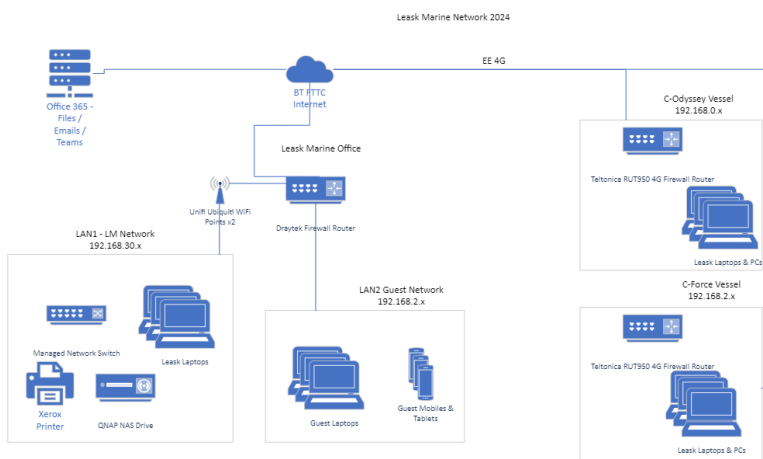 Leask Marine Network 2024
EE 4G
Office 365 -
Files /
Emails /
Teams
BT FTTC
Internet
C-Odyssey Vessel
192.168.0.x
Leask Marine Office
Teltonica RUT950 4G Firewall Router
Unifi Ubiquiti WiFi
Points x2
Draytek Firewall Router
LAN1 - LM Network
192.168.30.x
Leask Laptops & PCs
LAN2 Guest Network
192.168.2.x
C-Force Vessel
192.168.2.x
Managed Network Switch
Leask Laptops
Teltonica RUT950 4G Firewall Router
Xerox
Printer
QNAP NAS Drive
Guest Laptops
Guest Mobiles &
Tablets
Leask Laptops & PCs